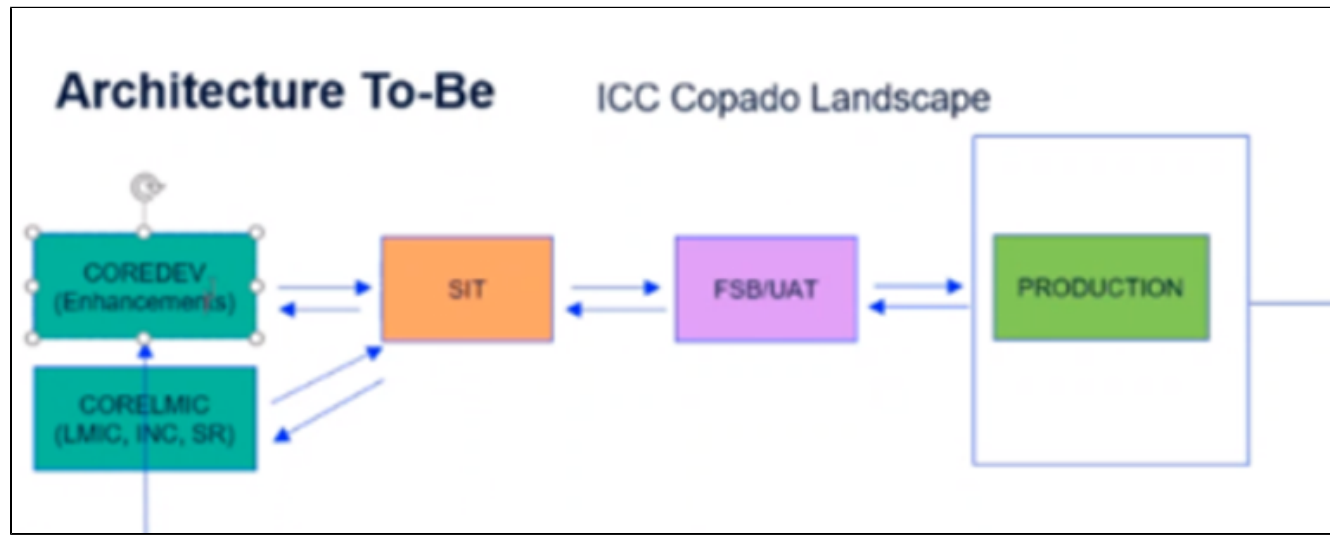 Architecture To-Be
ICC Copado Landscape
COREDEV
(Enhancements)
SIT
FSB/UAT
PRODUCTION
CORELMIC
(LMIC, INC, SR)